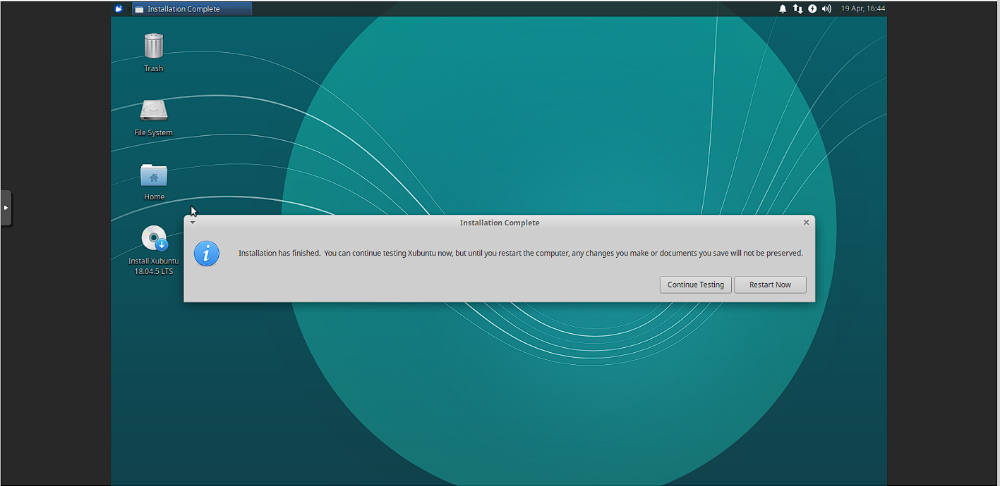 Installation Complete
19 Apr, 16:44
Trash
File System
Home
Install Xubuntu
18.04.5 LTS
Installation Complete
Installation has finished.  You can continue testing Xubuntu now, but until you restart the computer, any changes you make or documents you save will not be preserved.
Continue Testing
Restart Now